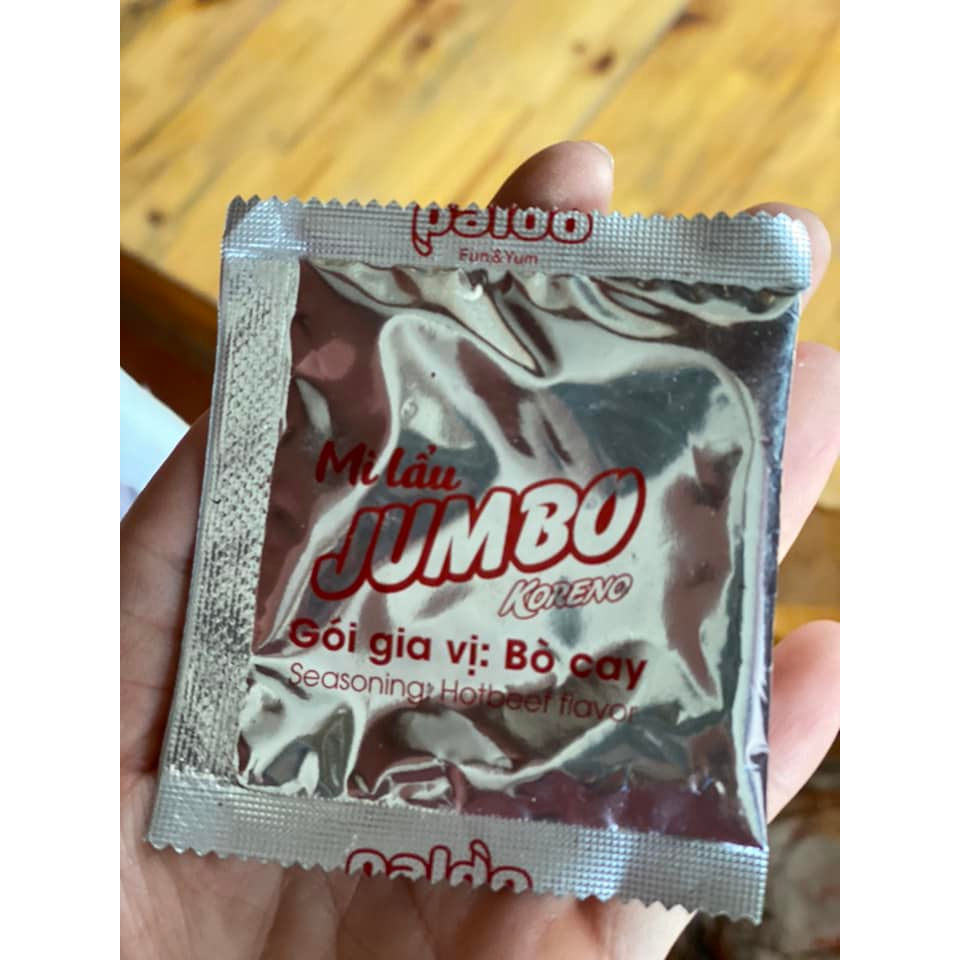 paldo
Fun&Yum
Mì lẩu
JUMBO
KORENO
Gói gia vị: Bò cay
Seasoning: Hotbeef flavor
paldo